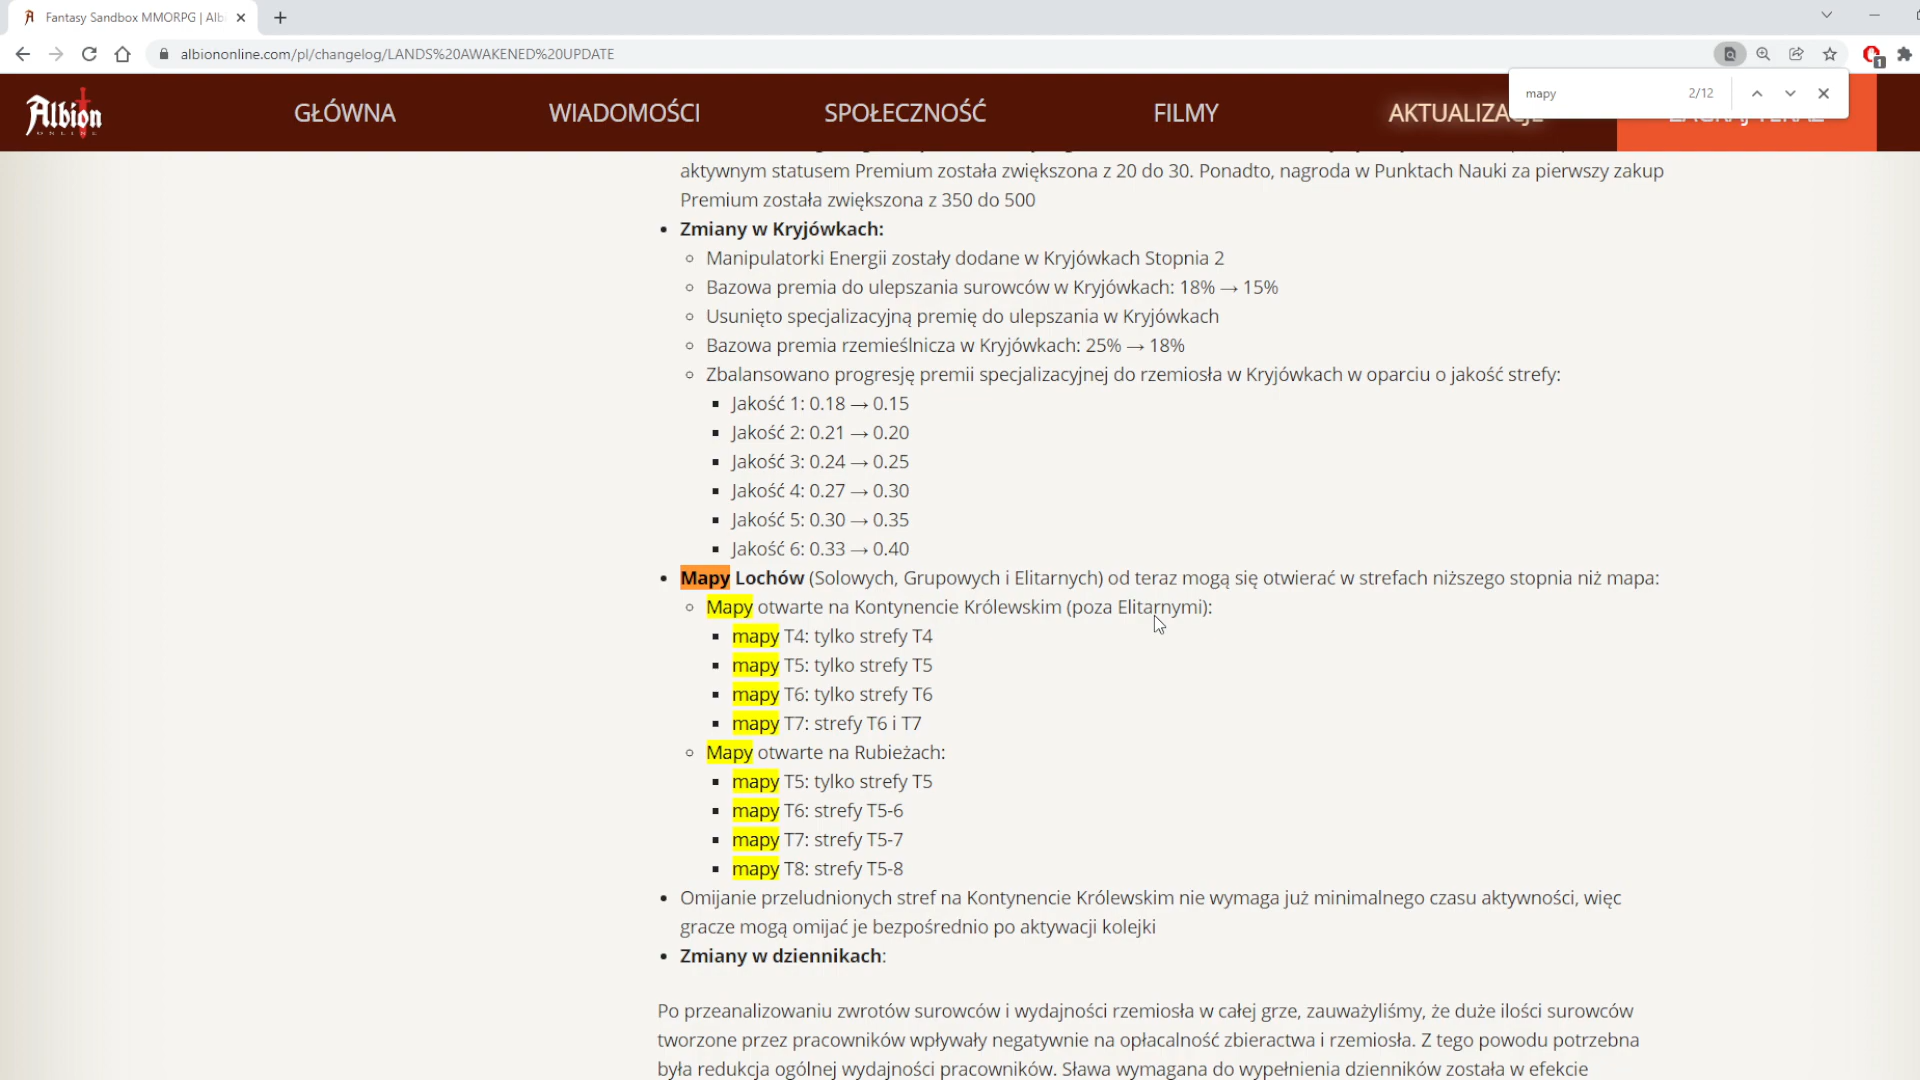 Fantasy Sandbox MMORPG | Alb
albiononline.com/pl/changelog/LANDS%20AWAKENED%20UPDATE
1
mapy 2/12
Albion
ONLINE
GŁÓWNA WIADOMOŚCI SPOŁECZNOŚĆ FILMY AKTUALIZACJE ZAGRAJ TERAZ
aktywnym statusem Premium została zwiększona z 20 do 30. Ponadto, nagroda w Punktach Nauki za pierwszy zakup
Premium została zwiększona z 350 do 500
• Zmiany w Kryjówkach:
Manipulatorki Energii zostały dodane w Kryjówkach Stopnia 2
Bazowa premia do ulepszania surowców w Kryjówkach: 18% → 15%
Usunięto specjalizacyjną premię do ulepszania w Kryjówkach
Bazowa premia rzemieślnicza w Kryjówkach: 25% → 18%
Zbalansowano progresję premii specjalizacyjnej do rzemiosła w Kryjówkach w oparciu o jakość strefy:
Jakość 1: 0.18 → 0.15
Jakość 2: 0.21 → 0.20
Jakość 3: 0.24 → 0.25
Jakość 4: 0.27 → 0.30
Jakość 5: 0.30 → 0.35
Jakość 6: 0.33 → 0.40
• Mapy Lochów (Solowych, Grupowych i Elitarnych) od teraz mogą się otwierać w strefach niższego stopnia niż mapa:
Mapy otwarte na Kontynencie Królewskim (poza Elitarnymi):
mapy T4: tylko strefy T4
mapy T5: tylko strefy T5
mapy T6: tylko strefy T6
mapy T7: strefy T6 i T7
Mapy otwarte na Rubieżach:
mapy T5: tylko strefy T5
mapy T6: strefy T5-6
mapy T7: strefy T5-7
mapy T8: strefy T5-8
• Omijanie przeludnionych stref na Kontynencie Królewskim nie wymaga już minimalnego czasu aktywności, więc
gracze mogą omijać je bezpośrednio po aktywacji kolejki
• Zmiany w dziennikach:
Po przeanalizowaniu zwrotów surowców i wydajności rzemiosła w całej grze, zauważyliśmy, że duże ilości surowców
tworzone przez pracowników wpływały negatywnie na opłacalność zbieractwa i rzemiosła. Z tego powodu potrzebna
była redukcja ogólnej wydajności pracowników. Sława wymagana do wypełnienia dzienników została w efekcie